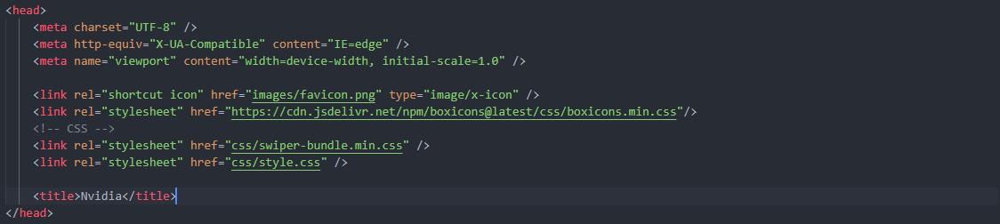 <head>
<meta charset="UTF-8" />
<meta http-equiv="X-UA-Compatible" content="IE=edge" />
<meta name="viewport" content="width=device-width, initial-scale=1.0" />
<link rel="shortcut icon" href="images/favicon.png" type="image/x-icon" />
<link rel="stylesheet" href="https://cdn.jsdelivr.net/npm/boxicons@latest/css/boxicons.min.css"/>
<!-- CSS -->
<link rel="stylesheet" href="css/swiper-bundle.min.css" />
<link rel="stylesheet" href="css/style.css" />
<title>Nvidia</title>
</head>